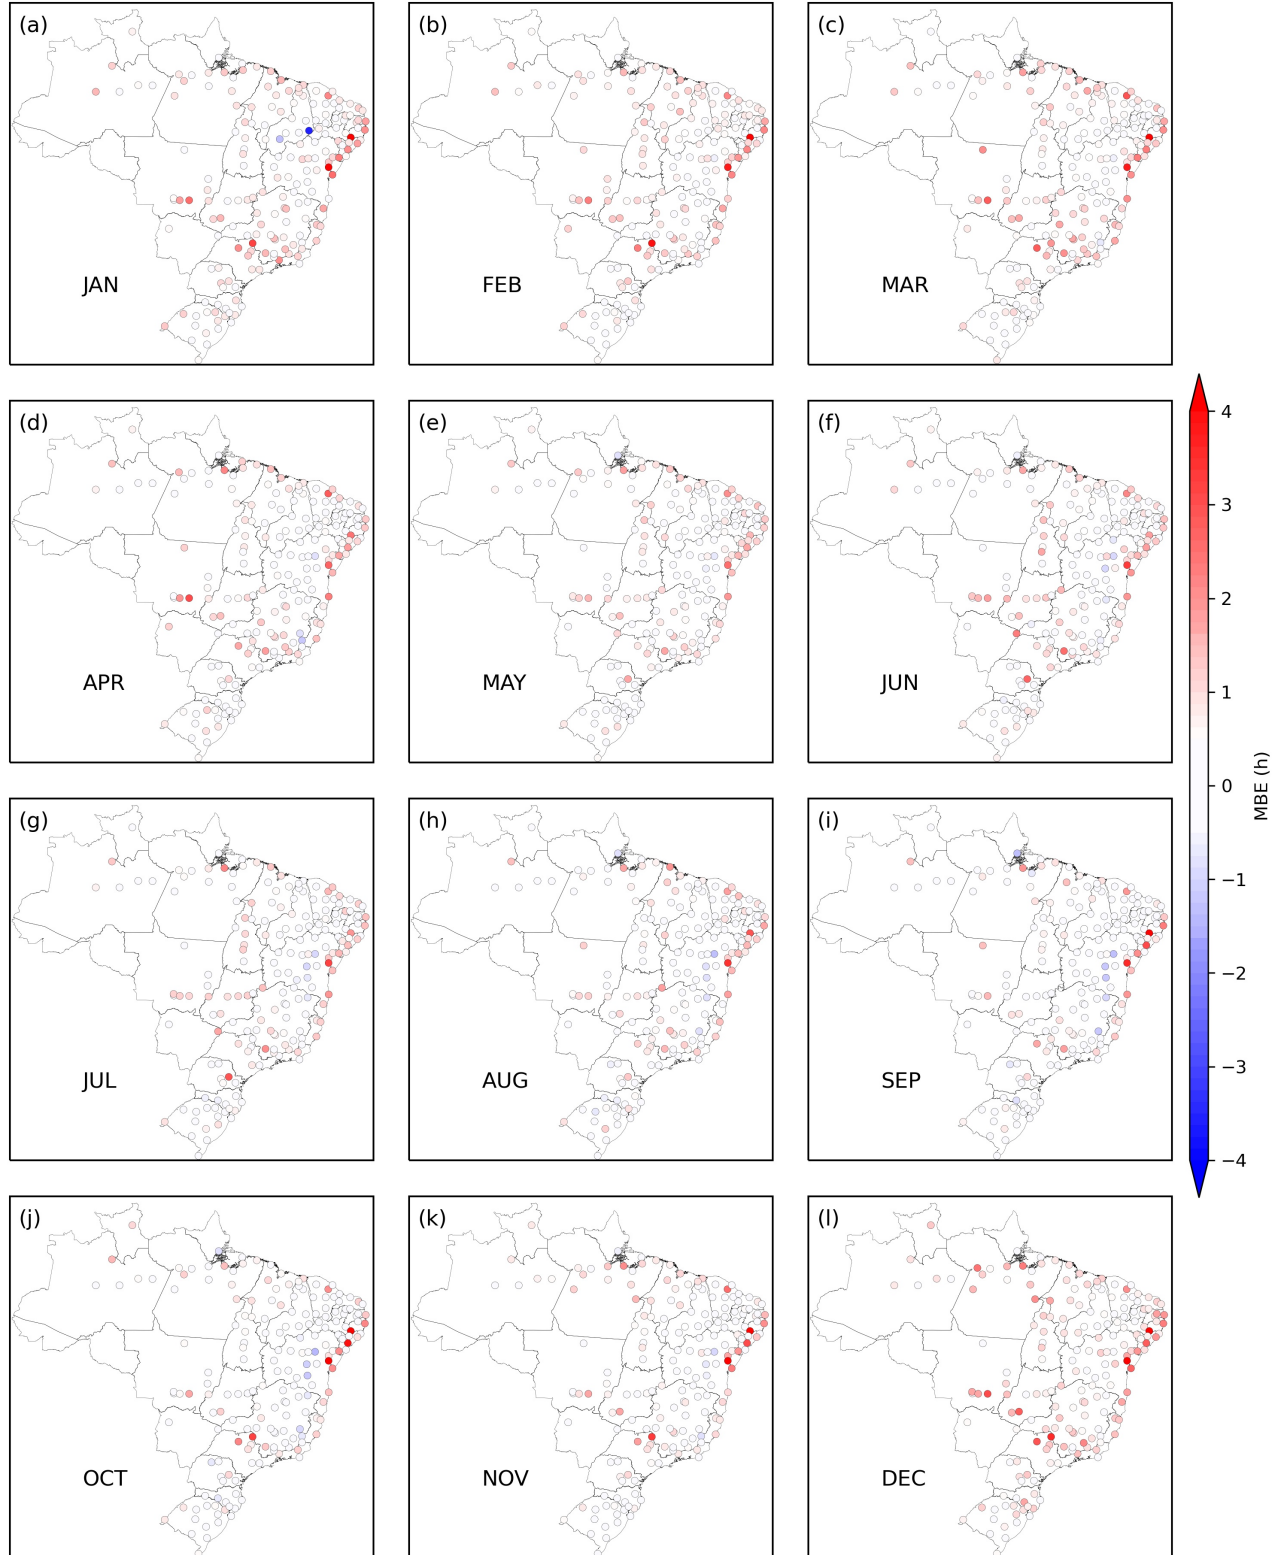 (a)
JAN
(b)
FEB
(c)
MAR
(d)
APR
(e)
MAY
(f)
JUN
(g)
JUL
(h)
AUG
(i)
SEP
(j)
OCT
(k)
NOV
(l)
DEC
4
3
2
1
0
−1
−2
−3
−4
MBE (h)